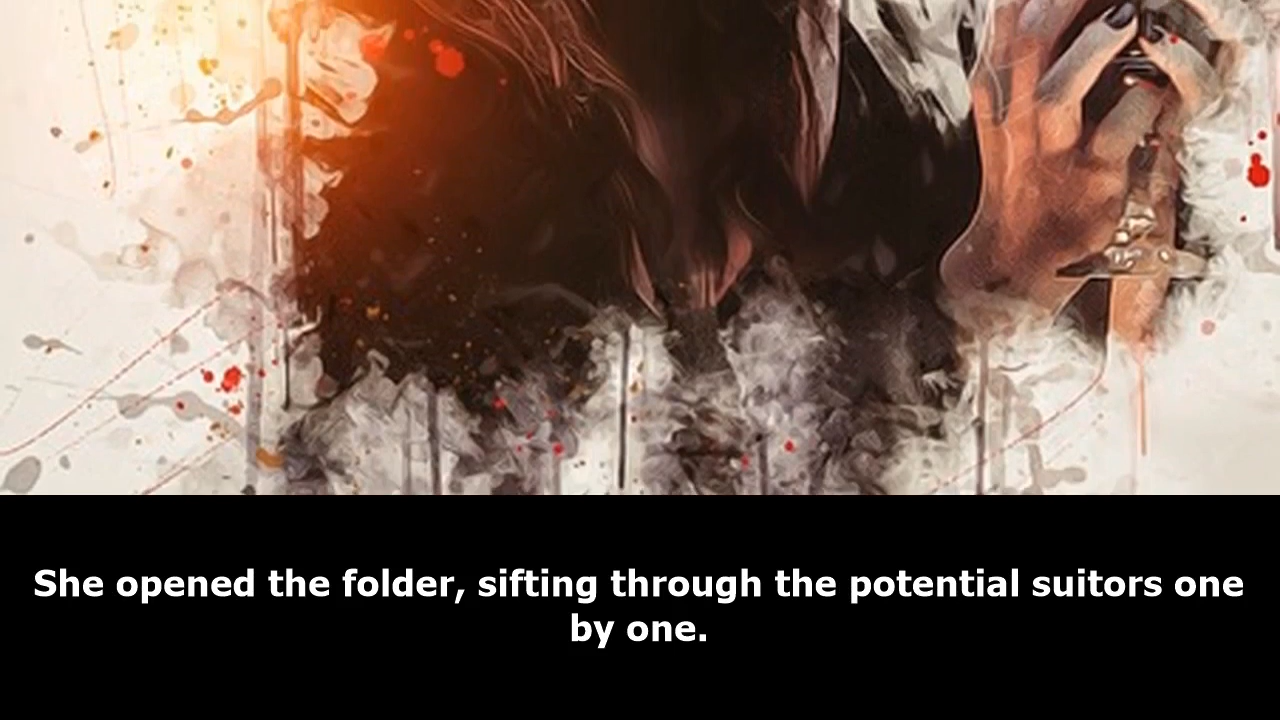 She opened the folder, sifting through the potential suitors one
by one.